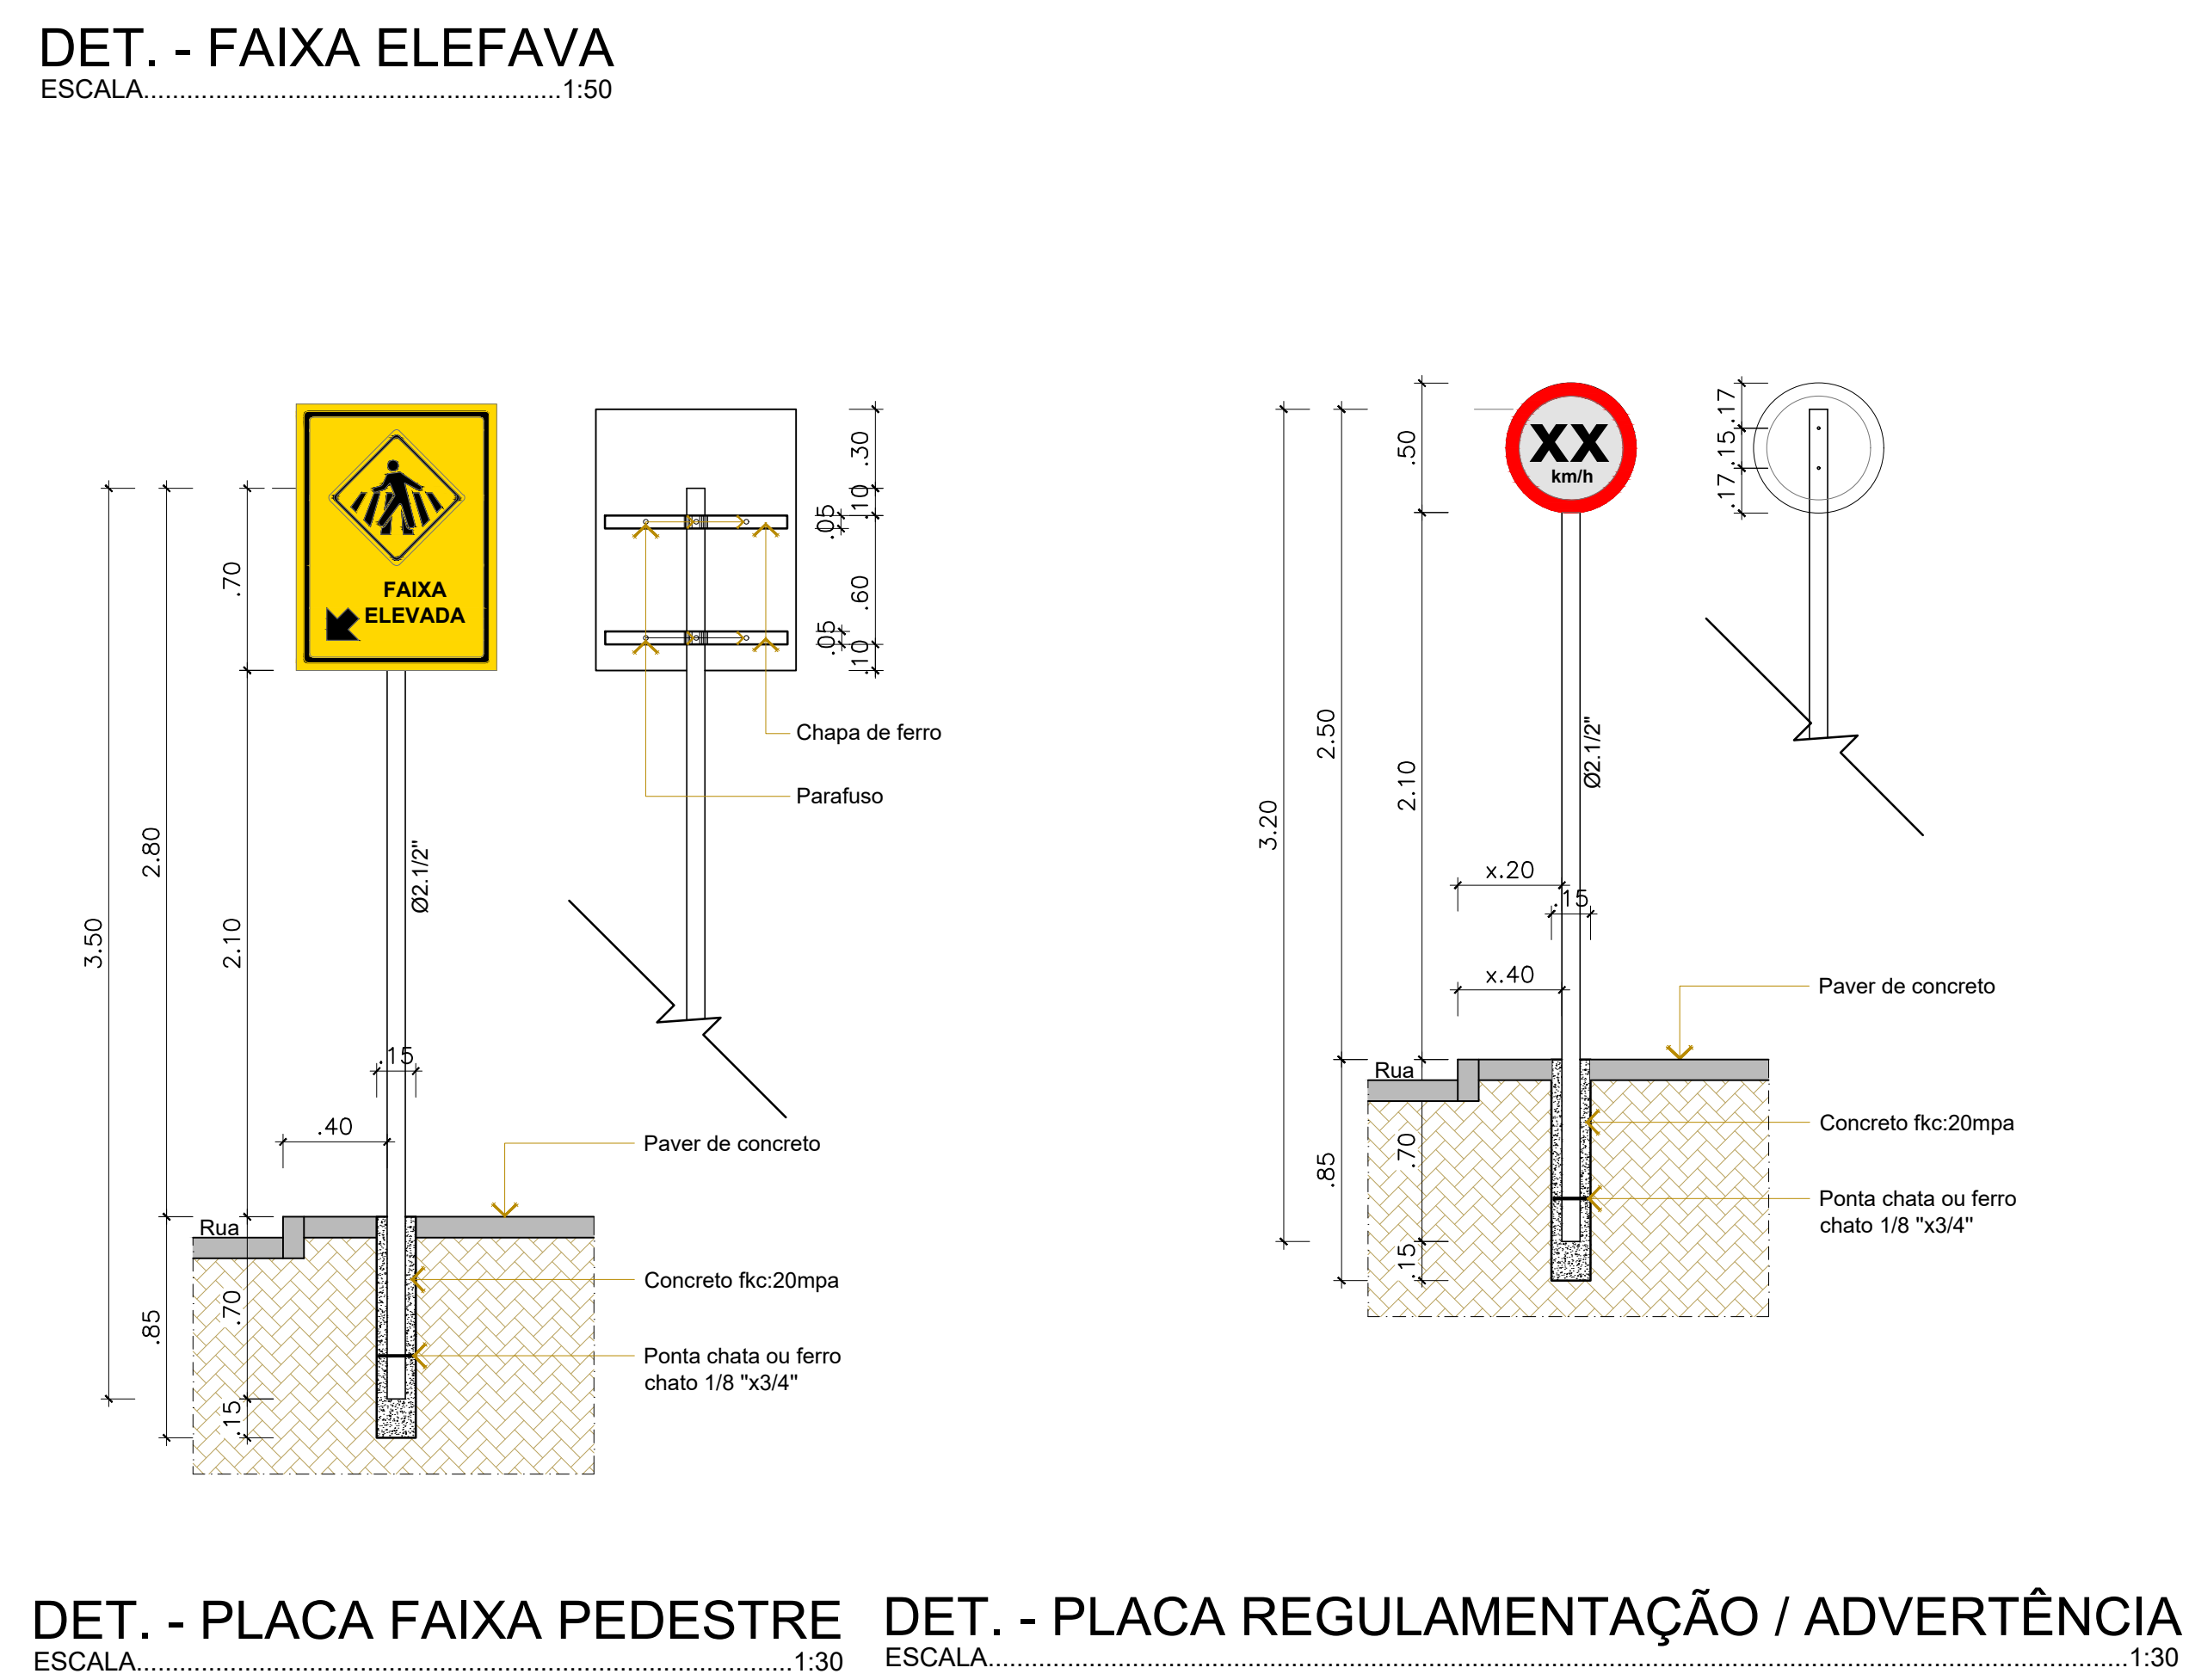 DET. - FAIXA ELEFAVA
ESCALA..........................................................1:50
FAIXA
ELEVADA
.70
2.80
3.50
2.10
Ø2.1/2"
.15
.40
Rua
.85
.70
.15
.30
.10
.05
.60
.05
.10
Chapa de ferro
Parafuso
Paver de concreto
Concreto fkc:20mpa
Ponta chata ou ferro
chato 1/8 "x3/4"
XX
km/h
.50
.17
.15
.17
2.50
3.20
2.10
Ø2.1/2"
x.20
.15
x.40
Rua
.85
.70
.15
Paver de concreto
Concreto fkc:20mpa
Ponta chata ou ferro
chato 1/8 "x3/4"
DET. - PLACA FAIXA PEDESTRE
ESCALA...........................................................................................1:30
DET. - PLACA REGULAMENTAÇÃO / ADVERTÊNCIA
ESCALA...............................................................................................................................................................1:30